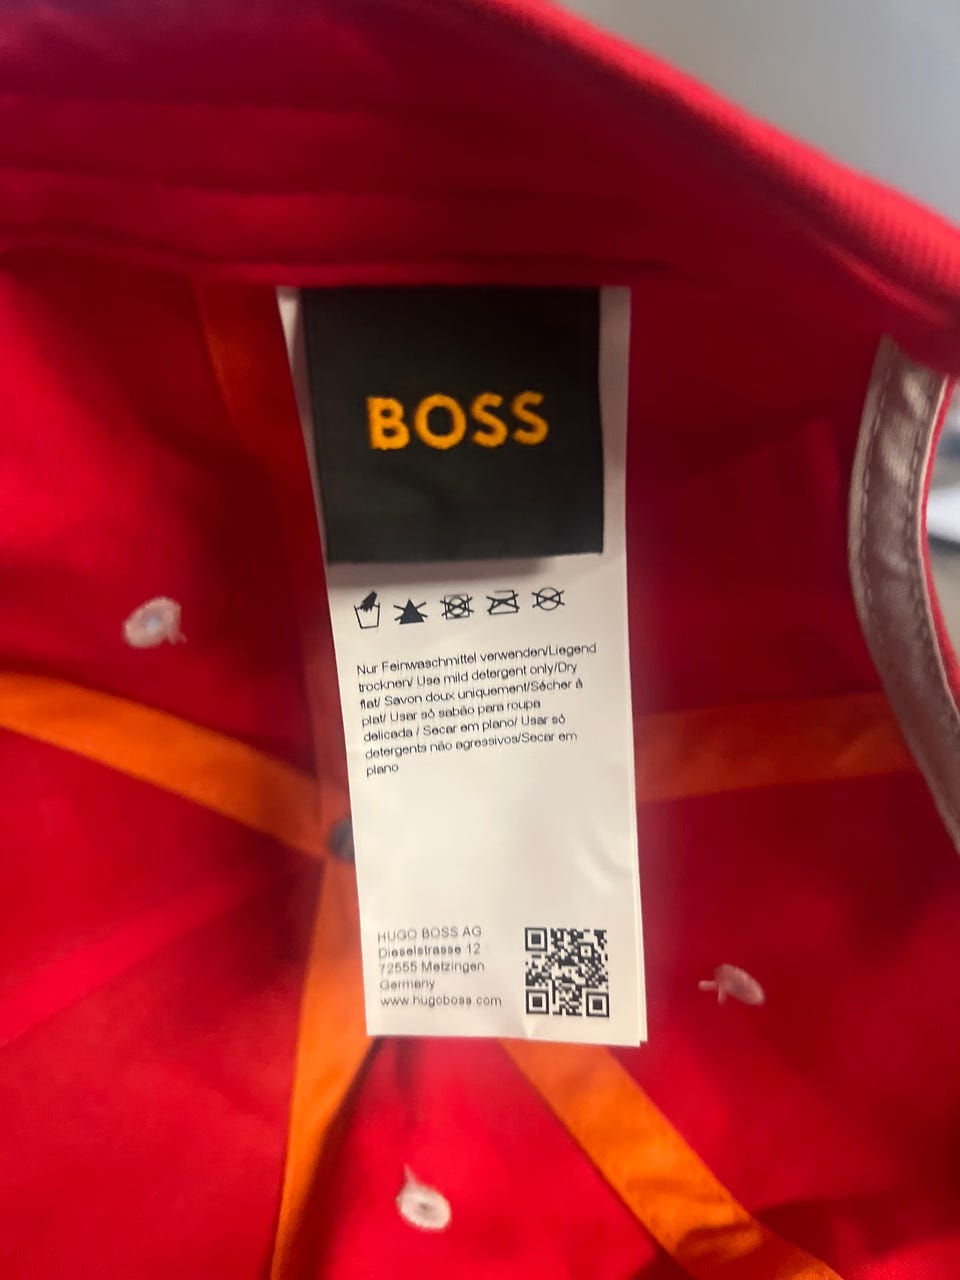 BOSS
Nur Feinwaschmittel verwenden/Liegend
trocknen/ Use mild detergent only/Dry
flat/ Savon doux uniquement/Sécher à
plat/ Usar só sabão para roupa
delicada / Secar em plano/ Usar só
detergents não agressivos/Secar em
plano
HUGO BOSS AG
Dieselstrasse 12
72555 Metzingen
Germany
www.hugoboss.com